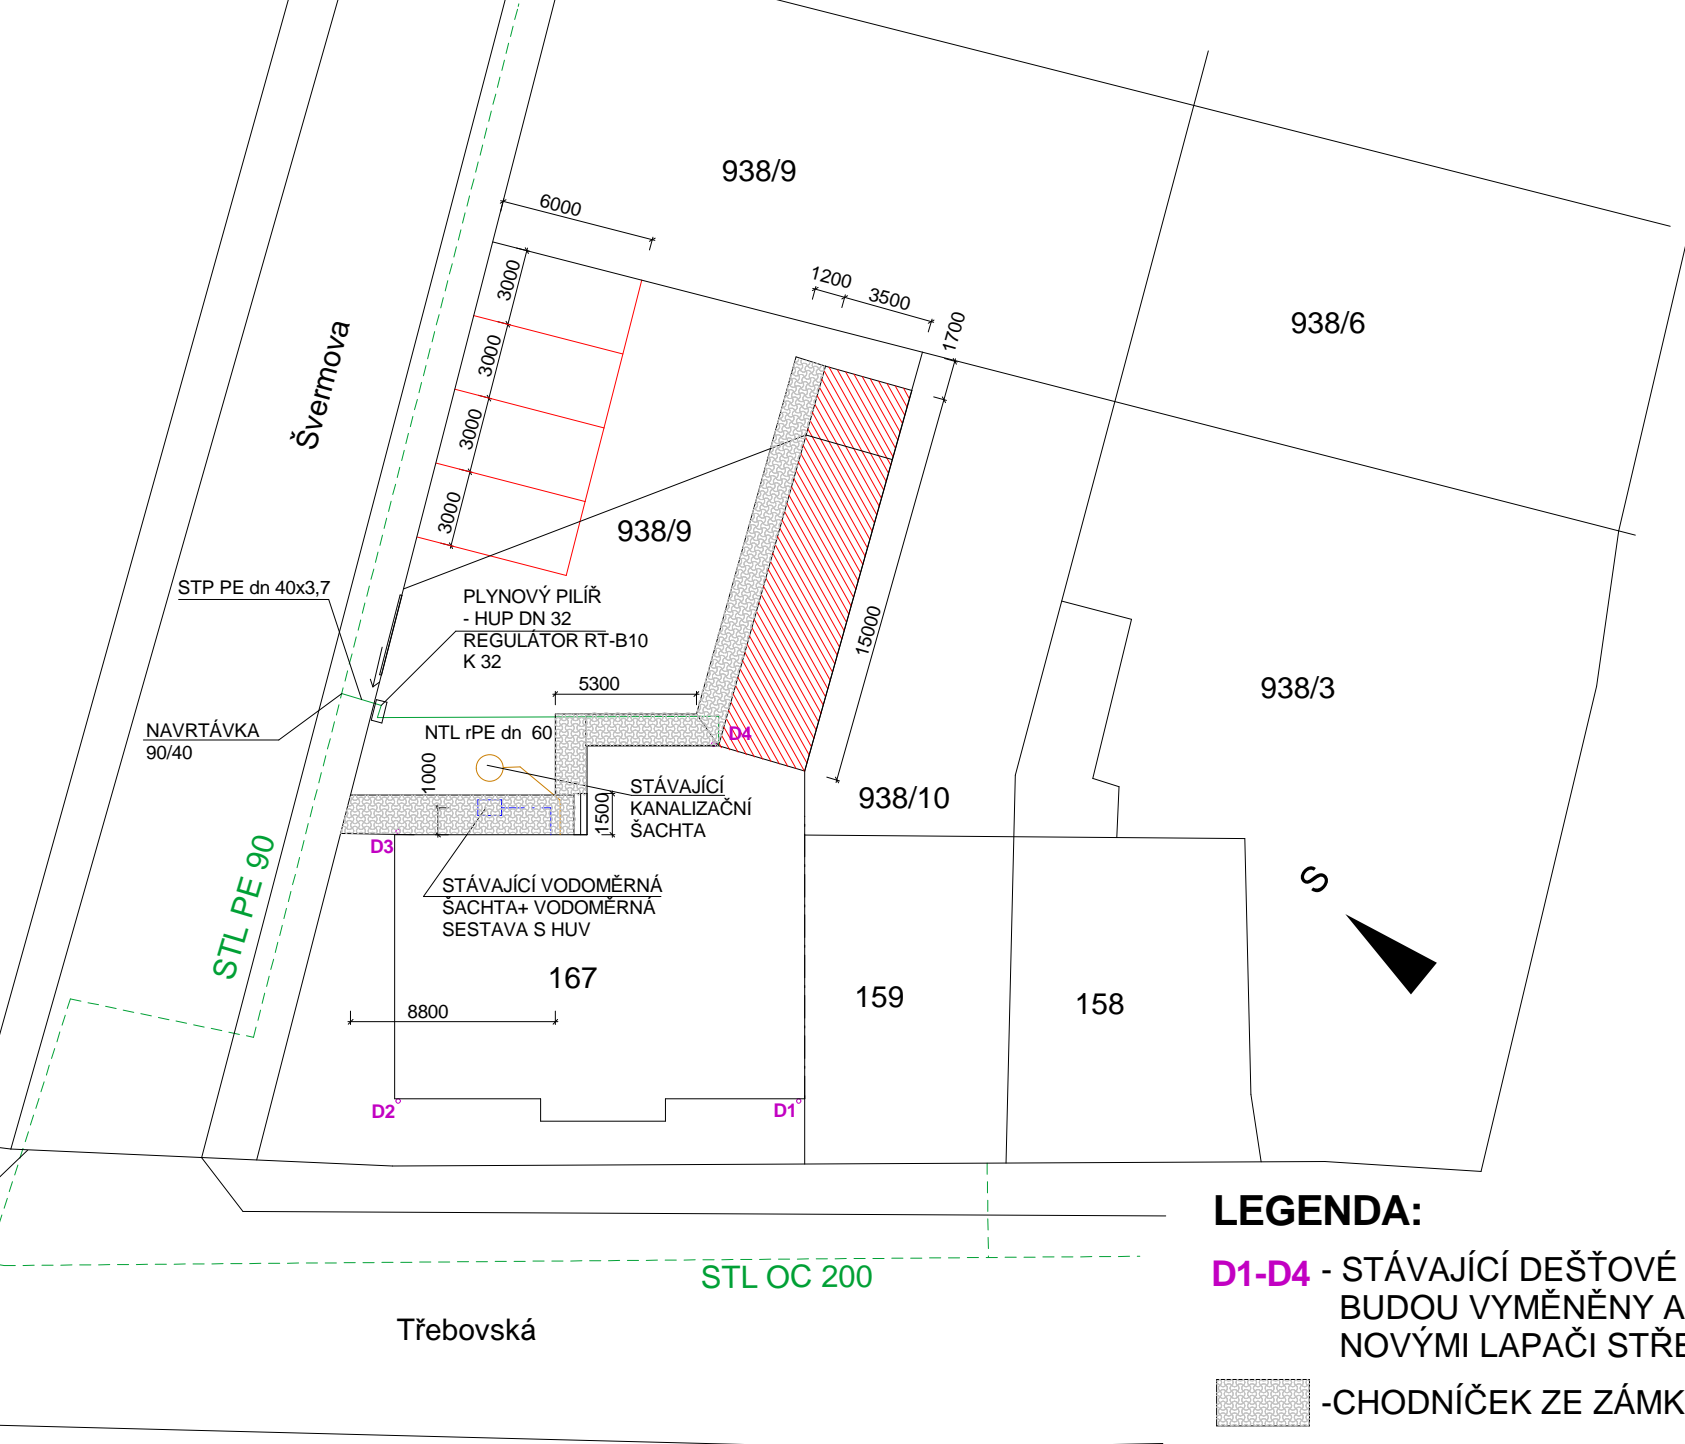 938/9
6000
3000
1200
3500
1700
938/6
3000
Švermova
3000
3000
938/9
STP PE dn 40x3,7
PLYNOVÝ PILÍŘ
- HUP DN 32
REGULÁTOR RT-B10
K 32
15000
5300
938/3
NAVRTÁVKA
90/40
NTL rPE dn 60
D4
1000
STÁVAJÍCÍ
KANALIZAČNÍ
ŠACHTA
1500
938/10
D3
STL PE 90
STÁVAJÍCÍ VODOMĚRNÁ
ŠACHTA+ VODOMĚRNÁ
SESTAVA S HUV
S
167
159
158
8800
D2
D1
LEGENDA:
D1-D4 - STÁVAJÍCÍ DEŠŤOVÉ
BUDOU VYMĚNĚNY A
NOVÝMI LAPAČI
STL OC 200
Třebovská
-CHODNÍČEK ZE